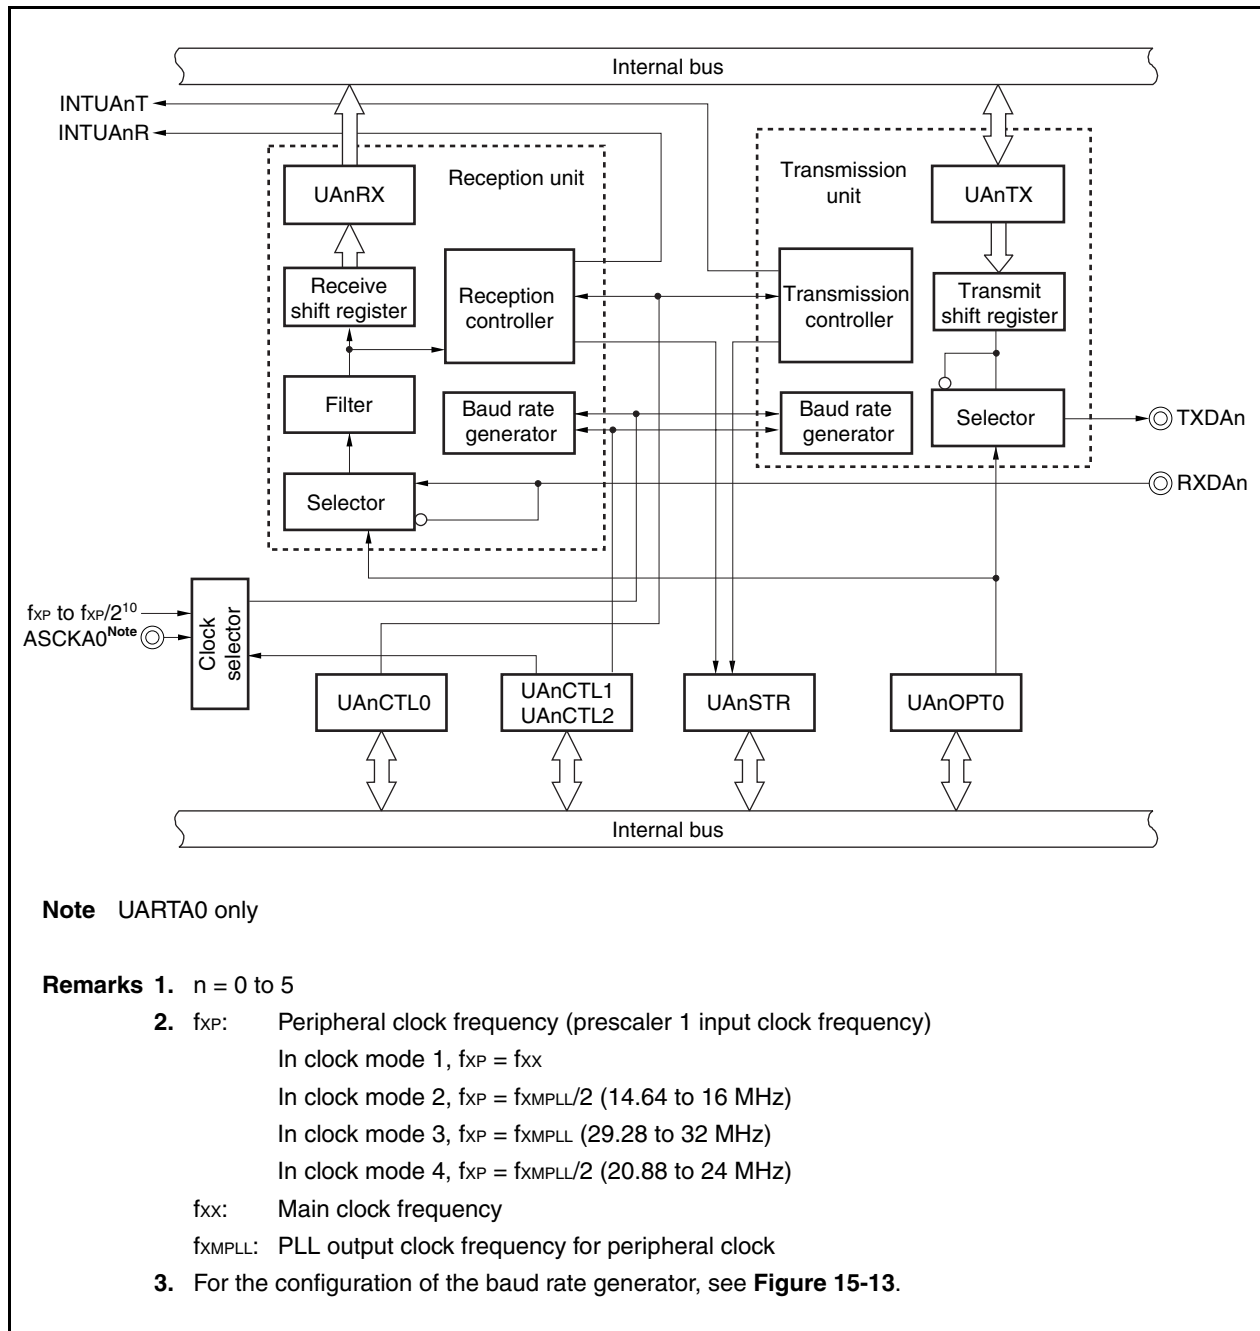 Internal bus
INTUAnT
INTUAnR
UAnRX
Reception unit
Transmission
unit
UAnTX
Receive
shift register
Reception
controller
Transmission
controller
Transmit
shift register
Filter
Baud rate
generator
Baud rate
generator
Selector
TXDAn
Selector
RXDAn
fXP to fXP/2^10
ASCKA0^Note
Clock
selector
UAnCTL0
UAnCTL1
UAnCTL2
UAnSTR
UAnOPT0
Internal bus
Note UARTA0 only
Remarks 1. n = 0 to 5
2. fXP: Peripheral clock frequency (prescaler 1 input clock frequency)
In clock mode 1, fXP = fXX
In clock mode 2, fXP = fXMPLL/2 (14.64 to 16 MHz)
In clock mode 3, fXP = fXMPLL (29.28 to 32 MHz)
In clock mode 4, fXP = fXMPLL/2 (20.88 to 24 MHz)
fXX: Main clock frequency
fXMPLL: PLL output clock frequency for peripheral clock
3. For the configuration of the baud rate generator, see Figure 15-13.